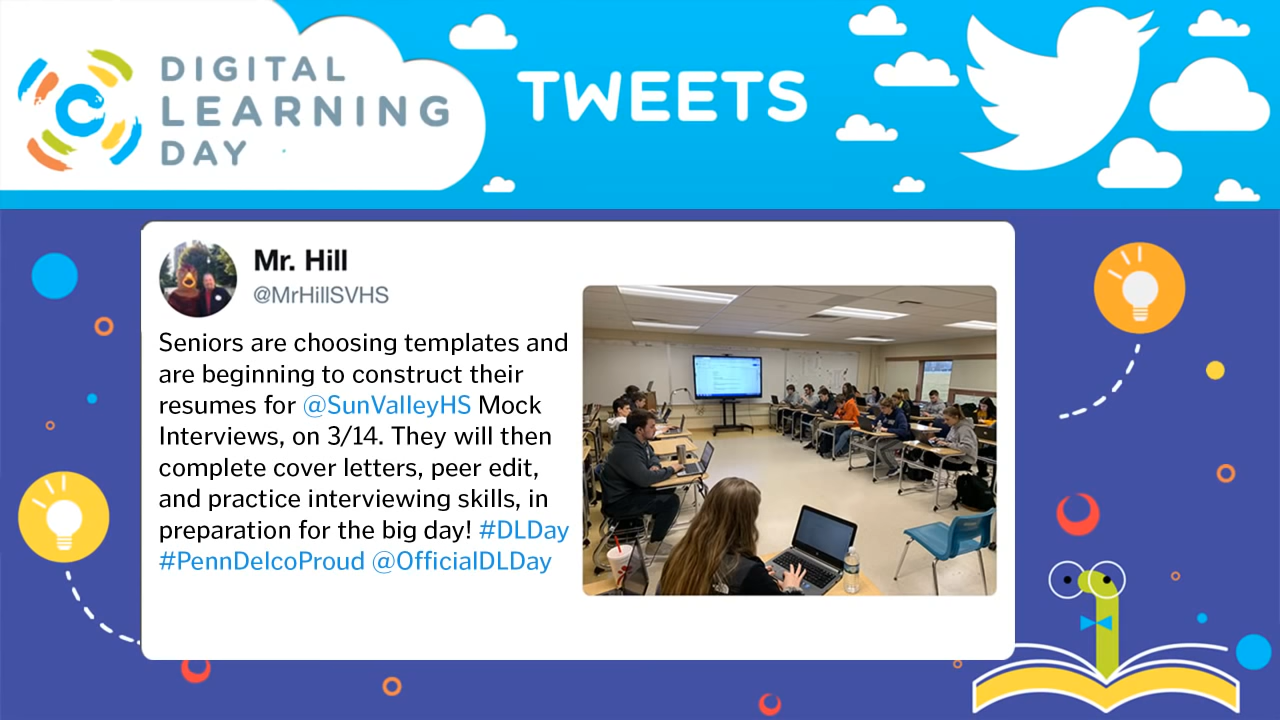 DIGITAL
LEARNING
DAY
TWEETS
Mr. Hill
@MrHillSVHS
Seniors are choosing templates and
are beginning to construct their
resumes for @SunValleyHS Mock
Interviews, on 3/14. They will then
complete cover letters, peer edit,
and practice interviewing skills, in
preparation for the big day! #DLDay
#PennDelcoProud @OfficialDLDay